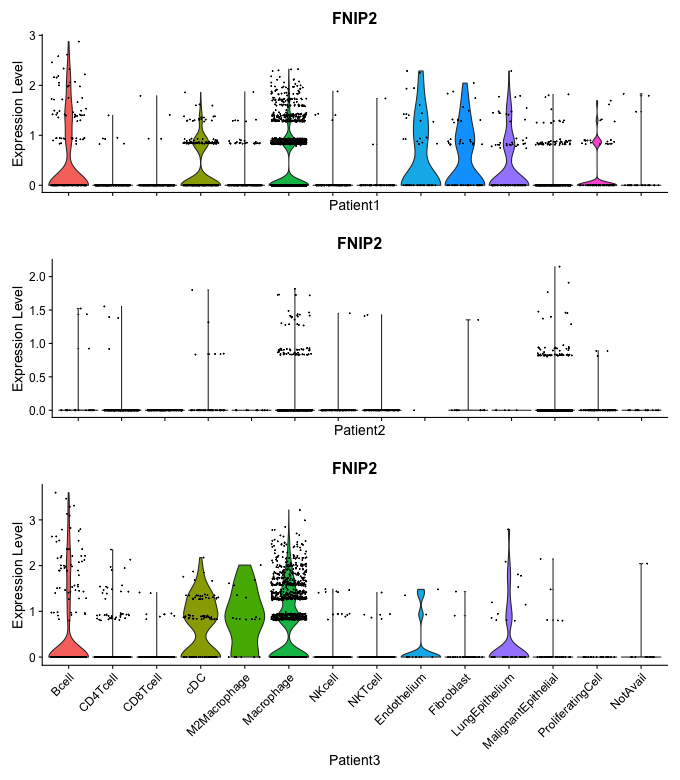 FNIP2
Expression Level
3
2
1
0
Patient1
FNIP2
Expression Level
2.0
1.5
1.0
0.5
0.0
Patient2
FNIP2
Expression Level
3
2
1
0
Bcell
CD4Tcell
CD8Tcell
cDC
M2Macrophage
Macrophage
NKcell
NKTcell
Endothelium
Fibroblast
LungEpithelium
MalignantEpithelial
ProliferatingCell
NotAvail
Patient3